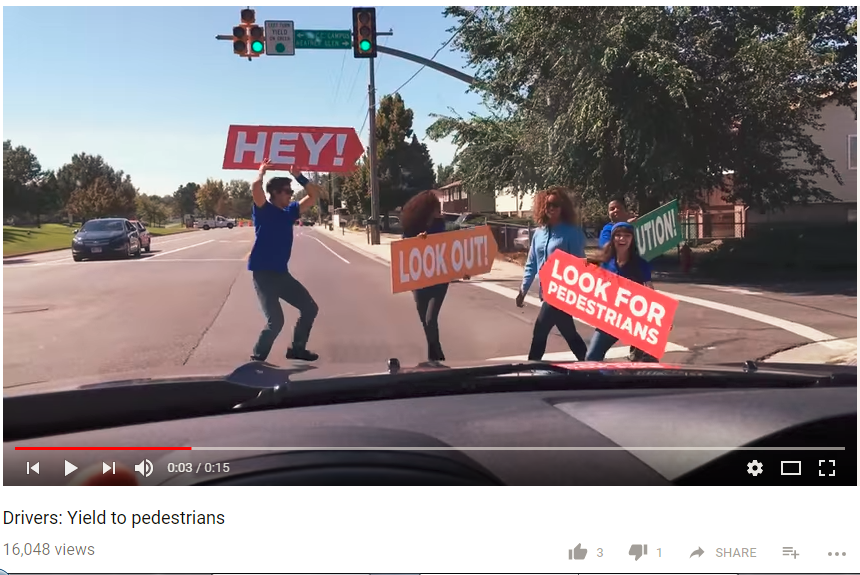 LEFT TURN
YIELD
ON GREEN
CAMPUS
HEY!
LOOK OUT!
UTION!
LOOK FOR
PEDESTRIANS
0:03 / 0:15
Drivers: Yield to pedestrians
16,048 views
3
1
SHARE